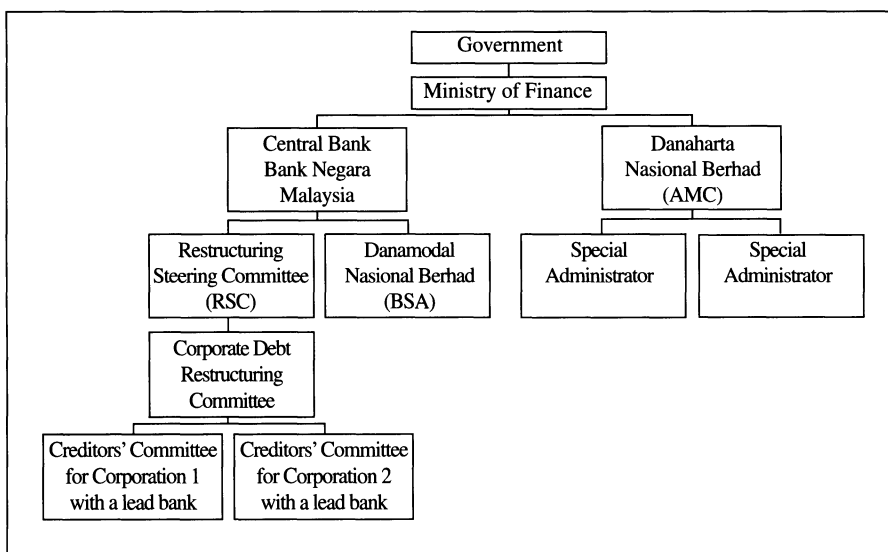 Government
Ministry of Finance
Central Bank
Bank Negara
Malaysia
Danaharta
Nasional Berhad
(AMC)
Restructuring
Steering Committee
(RSC)
Danamodal
Nasional Berhad
(BSA)
Special
Administrator
Special
Administrator
Corporate Debt
Restructuring
Committee
Creditors’ Committee
for Corporation 1
with a lead bank
Creditors’ Committee
for Corporation 2
with a lead bank